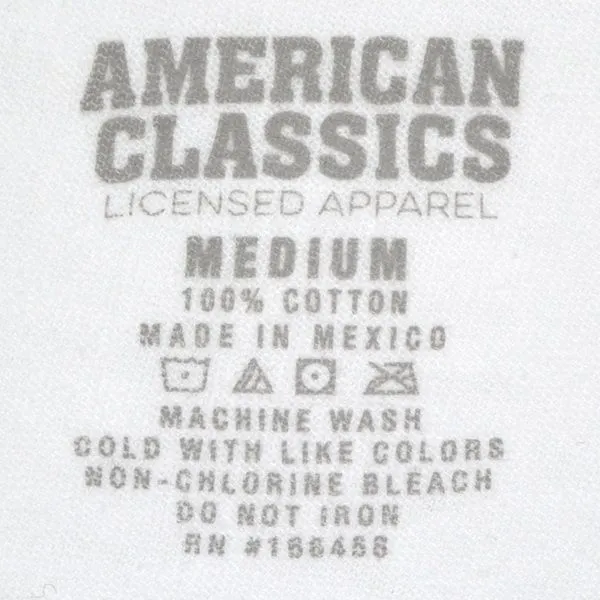 AMERICAN
CLASSICS
LICENSED APPAREL
MEDIUM
100% COTTON
MADE IN MEXICO
MACHINE WASH
COLD WITH LIKE COLORS
NON-CHLORINE BLEACH
DO NOT IRON
RN